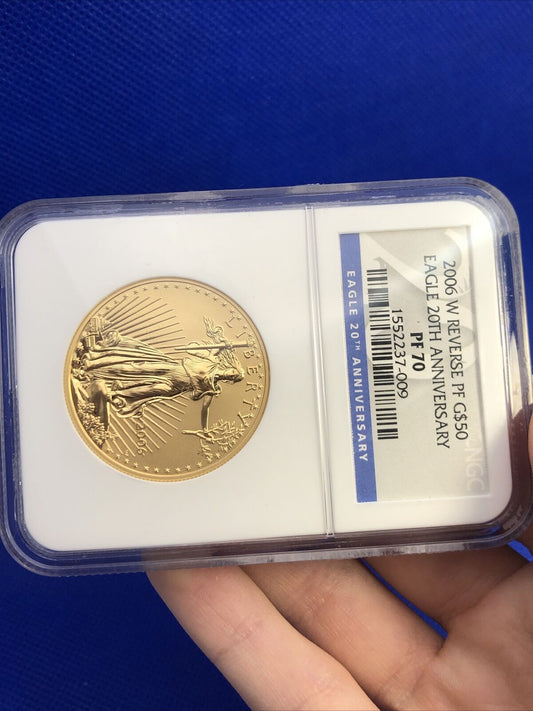 2006 W REVERSE PF G$50
EAGLE 20TH ANNIVERSARY
PF 70
1552237-009
NGC
EAGLE 20TH ANNIVERSARY
LIBERTY
2006